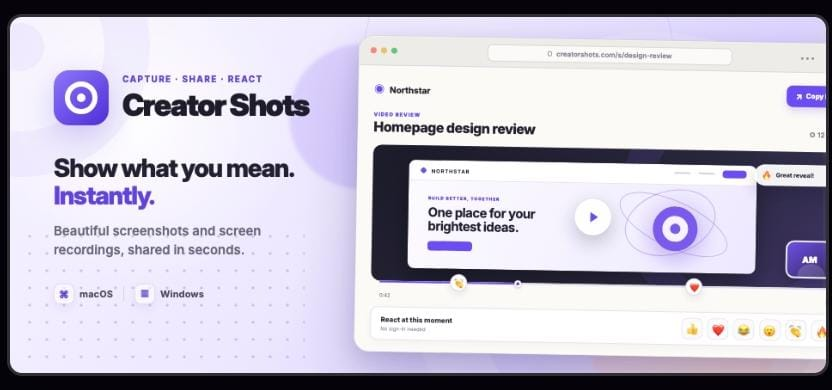 CAPTURE · SHARE · REACT
Creator Shots
Show what you mean.
Instantly.
Beautiful screenshots and screen
recordings, shared in seconds.
macOS
Windows
creatorshots.com/s/design-review
Northstar
Copy
VIDEO REVIEW
Homepage design review
12
NORTHSTAR
Great reveal!
BUILD BETTER, TOGETHER
One place for your
brightest ideas.
AM
0:42
React at this moment
No sign-in needed